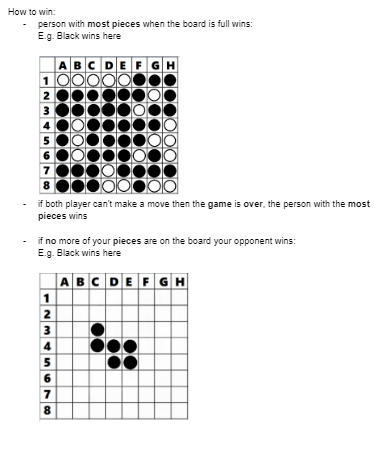 How to win:
- person with most pieces when the board is full wins:
E.g. Black wins here
A B C D E F G H
1
2
3
4
5
6
7
8
- if both player can't make a move then the game is over, the person with the most
pieces wins
- if no more of your pieces are on the board your opponent wins:
E.g. Black wins here
A B C D E F G H
1
2
3
4
5
6
7
8